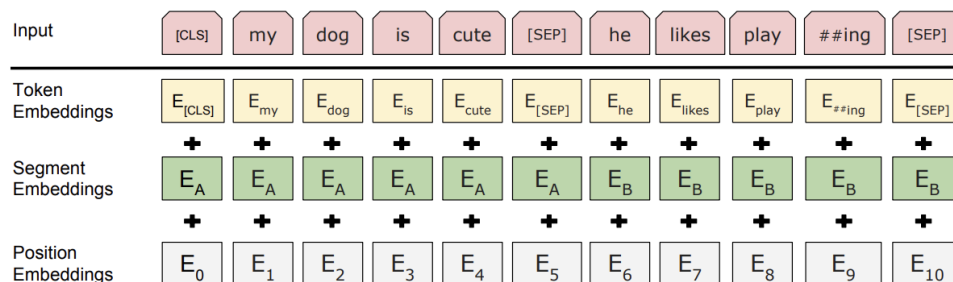 Input [CLS] my dog is cute [SEP] he likes play ##ing [SEP]
Token Embeddings E[CLS] Emy Edog Eis Ecute E[SEP] Ehe Elikes Eplay E##ing E[SEP]
+ + + + + + + + + + +
Segment Embeddings EA EA EA EA EA EA EB EB EB EB EB
+ + + + + + + + + + +
Position Embeddings E0 E1 E2 E3 E4 E5 E6 E7 E8 E9 E10